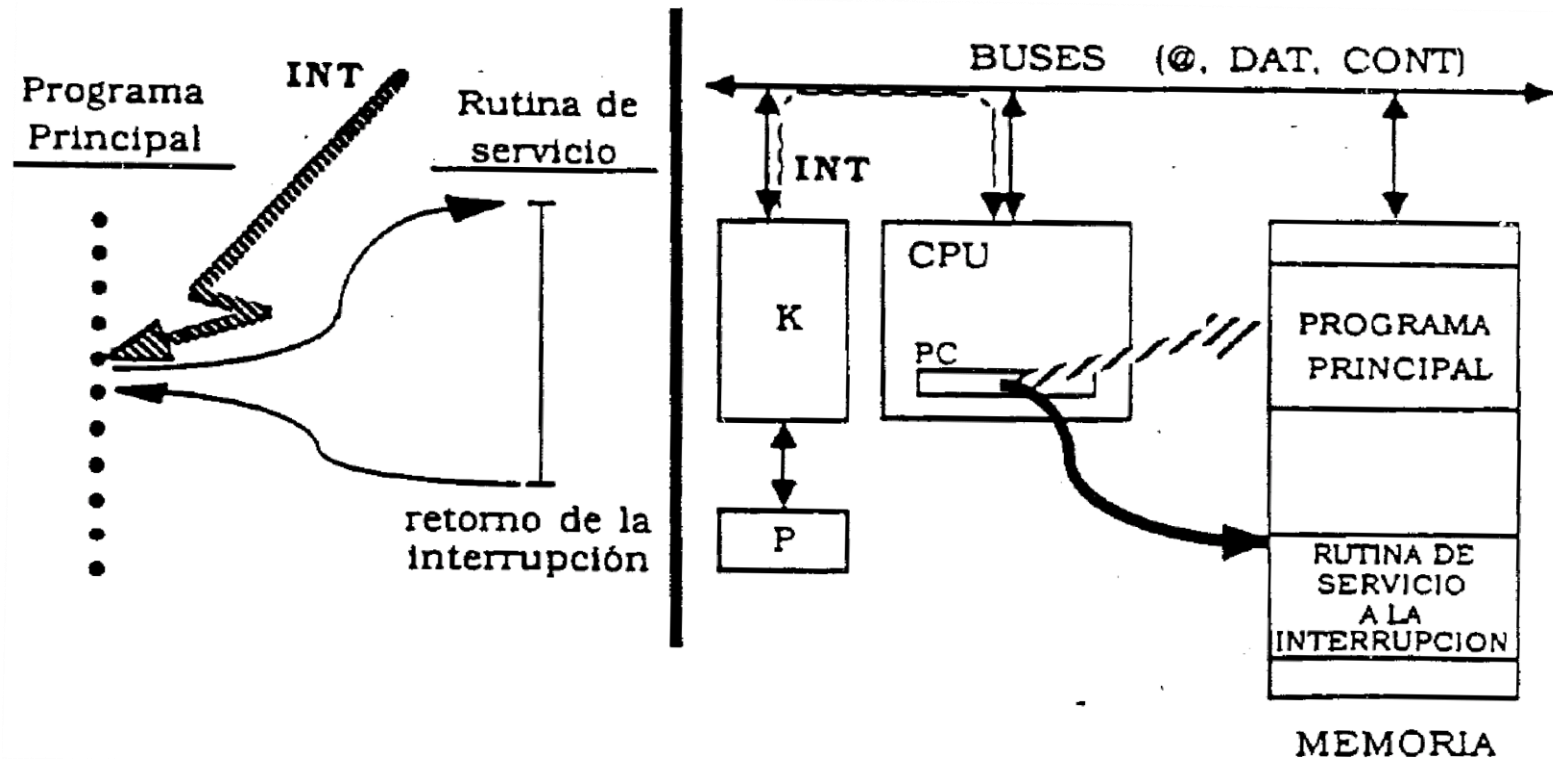 Programa
Principal
INT
Rutina de
servicio
retorno de la
interrupción
BUSES (@, DAT, CONT)
INT
K
CPU
PC
P
PROGRAMA
PRINCIPAL
RUTINA DE
SERVICIO
A LA
INTERRUPCION
MEMORIA